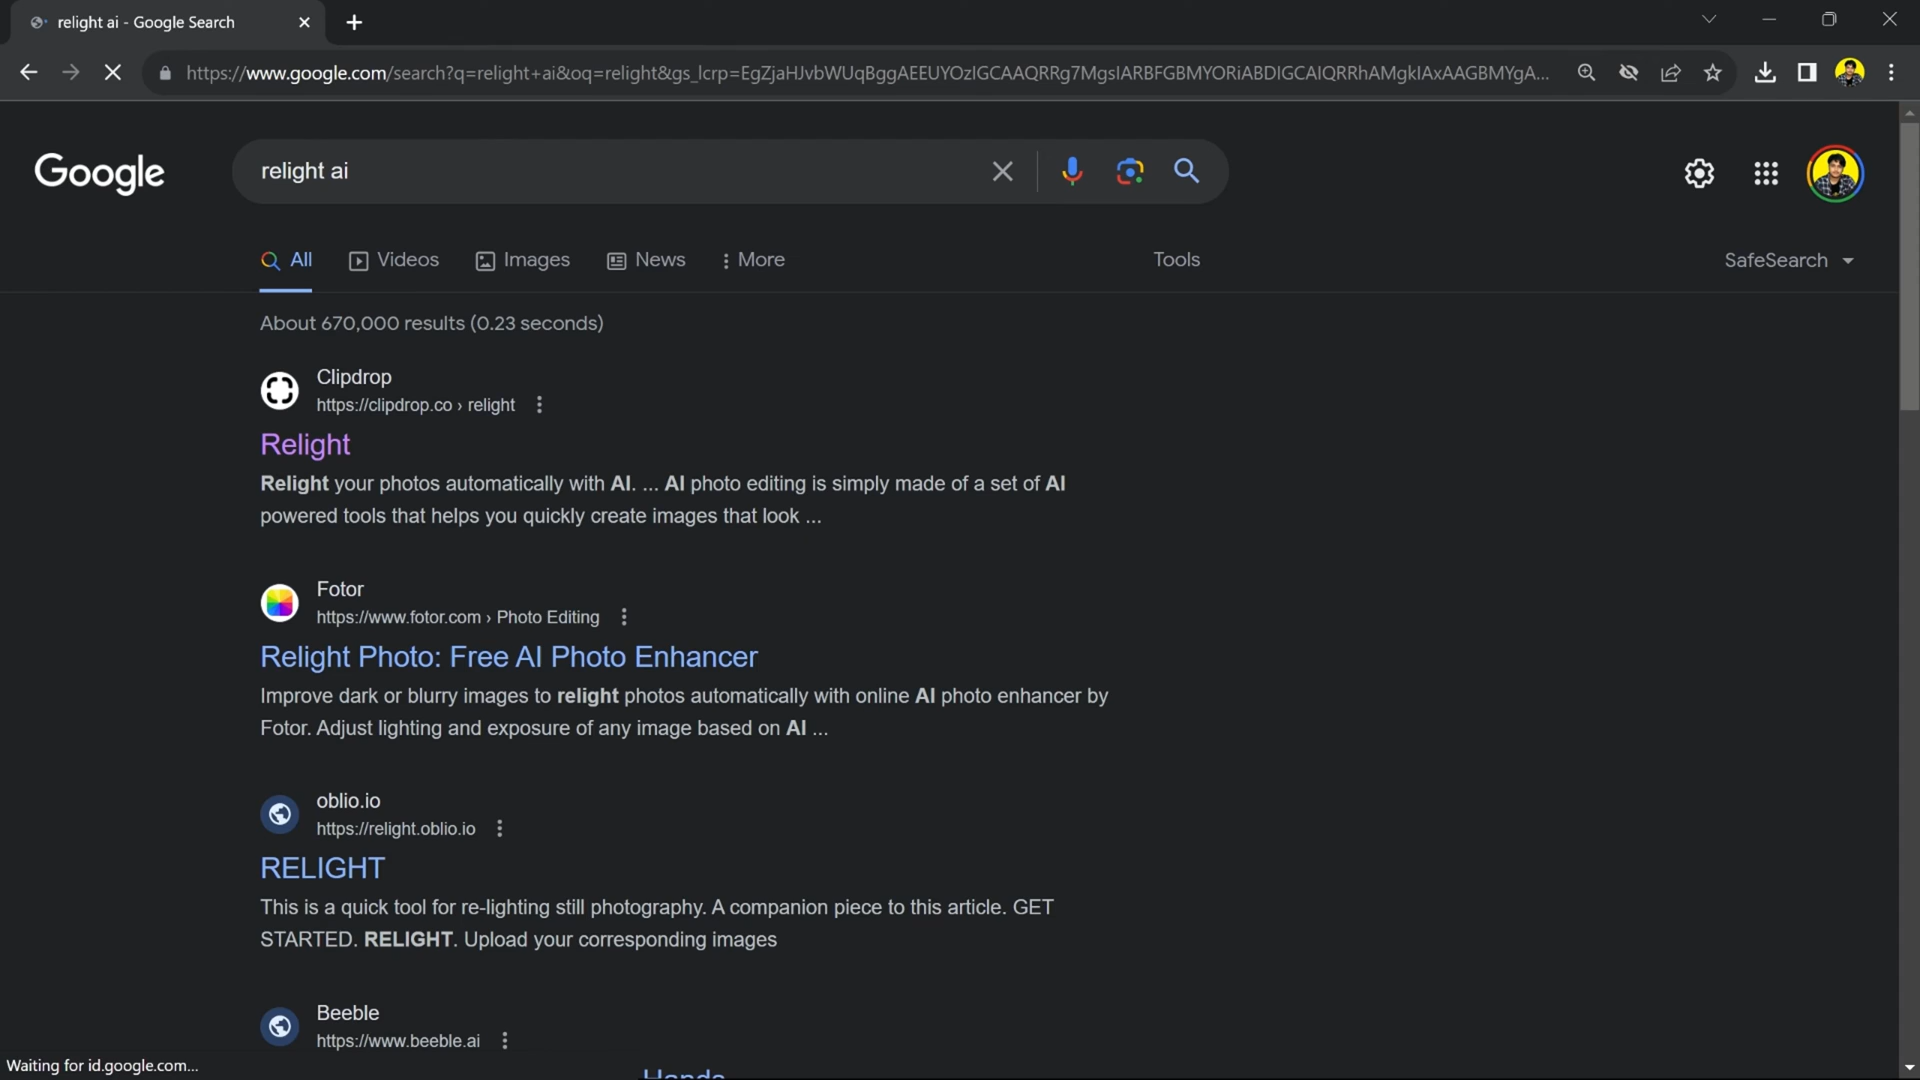 relight ai - Google Search
https://www.google.com/search?q=relight+ai&oq=relight&gs_lcrp=EgZjaHJvbWUqBggAEEUYOzIGCAAQRRg7MgsIARBFGBMYORiABDIGCAIQRRhAMgkIAxAAGBMYgA...
Google
relight ai
All
Videos
Images
News
More
Tools
SafeSearch
About 670,000 results (0.23 seconds)
Clipdrop
https://clipdrop.co › relight
Relight
Relight your photos automatically with AI. ... AI photo editing is simply made of a set of AI
powered tools that helps you quickly create images that look ...
Fotor
https://www.fotor.com › Photo Editing
Relight Photo: Free AI Photo Enhancer
Improve dark or blurry images to relight photos automatically with online AI photo enhancer by
Fotor. Adjust lighting and exposure of any image based on AI ...
oblio.io
https://relight.oblio.io
RELIGHT
This is a quick tool for re-lighting still photography. A companion piece to this article. GET
STARTED. RELIGHT. Upload your corresponding images
Beeble
https://www.beeble.ai
Waiting for id.google.com...